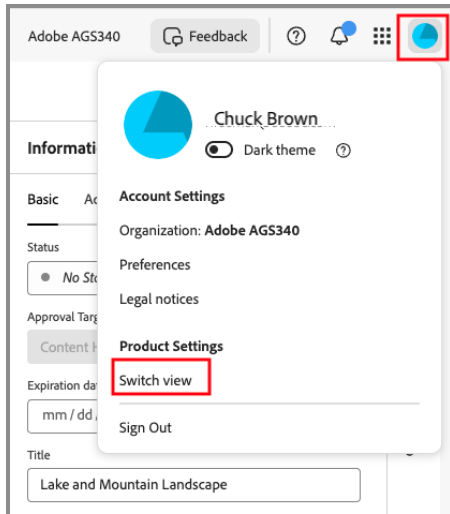 Adobe AGS340
Feedback
Chuck Brown
Dark theme
Informati
Basic
Account Settings
Organization: Adobe AGS340
Status
Preferences
No Sta
Legal notices
Approval Targ
Product Settings
Content H
Switch view
Expiration da
mm / dd
Sign Out
Title
Lake and Mountain Landscape